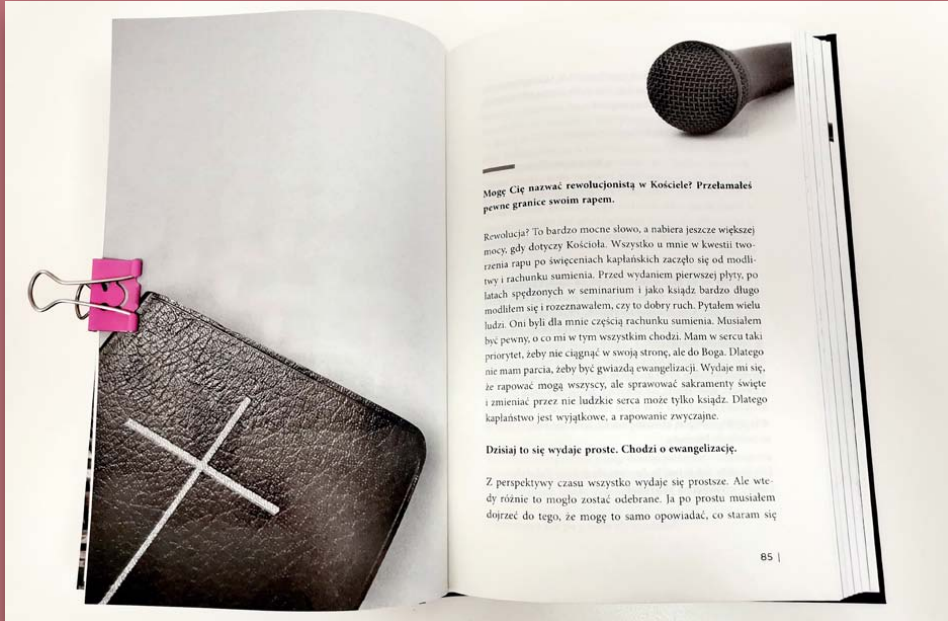 Mogę Cię nazwać rewolucjonistą w Kościele? Przełamałeś
pewne granice swoim rapem.
Rewolucja? To bardzo mocne słowo, a nabiera jeszcze większej
mocy, gdy dotyczy Kościoła. Wszystko u mnie w kwestii two-
rzenia rapu po święceniach kapłańskich zaczęło się od modli-
twy i rachunku sumienia. Przed wydaniem pierwszej płyty, po
latach spędzonych w seminarium i jako ksiądz bardzo długo
modliłem się i rozeznawałem, czy to dobry ruch. Pytałem wielu
ludzi. Oni byli dla mnie częścią rachunku sumienia. Musiałem
być pewny, o co mi w tym wszystkim chodzi. Mam w sercu taki
priorytet, żeby nie ciągnąć w swoją stronę, ale do Boga. Dlatego
nie mam parcia, żeby być gwiazdą ewangelizacji. Wydaje mi się,
że rapować mogą wszyscy, ale sprawować sakramenty święte
i zmieniać przez nie ludzkie serca może tylko ksiądz. Dlatego
kapłaństwo jest wyjątkowe, a rapowanie zwyczajne.
Dzisiaj to się wydaje proste. Chodzi o ewangelizację.
Z perspektywy czasu wszystko wydaje się prostsze. Ale wte-
dy różnie to mogło zostać odebrane. Ja po prostu musiałem
dojrzeć do tego, że mogę to samo opowiadać, co staram się
85 |